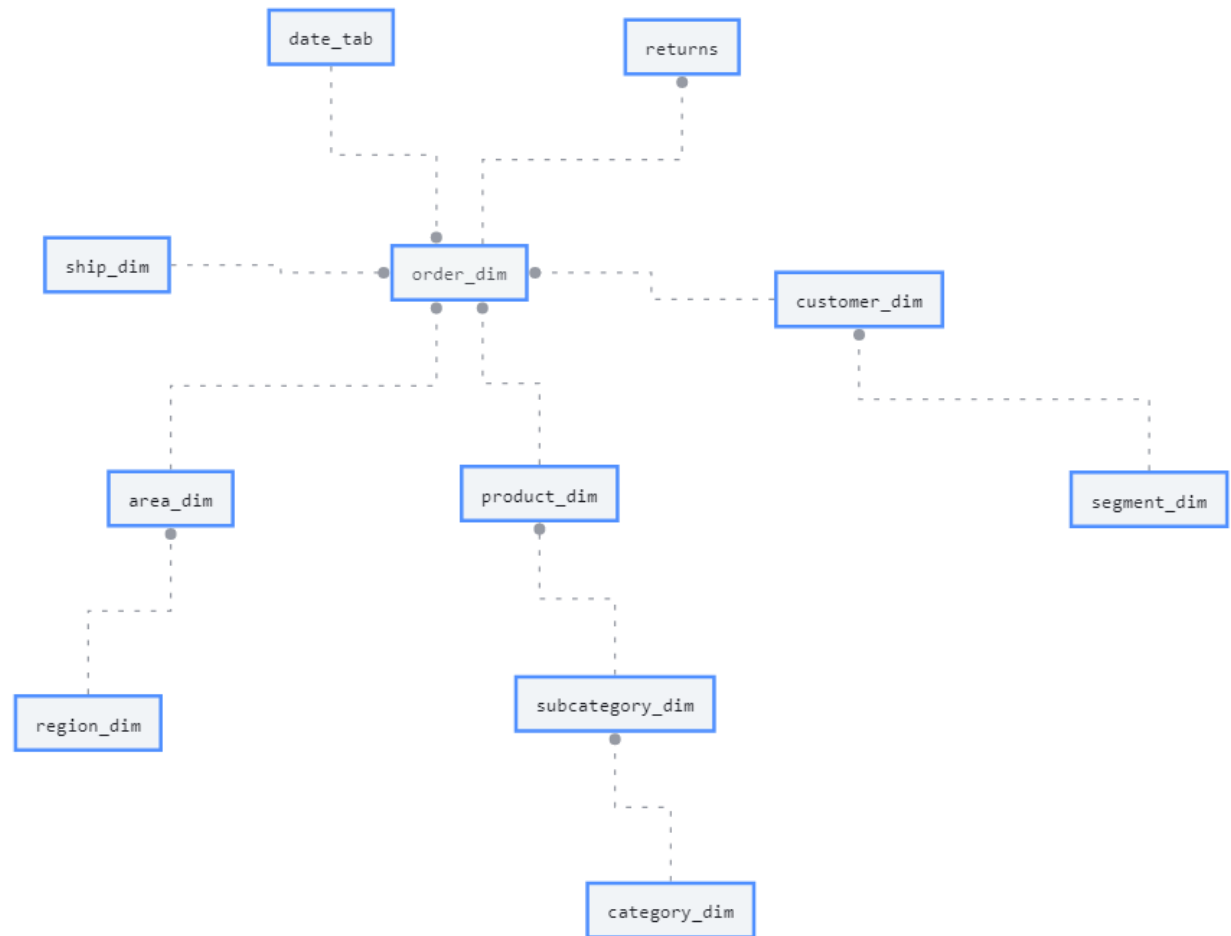 date_tab
returns
ship_dim
order_dim
customer_dim
area_dim
product_dim
segment_dim
region_dim
subcategory_dim
category_dim